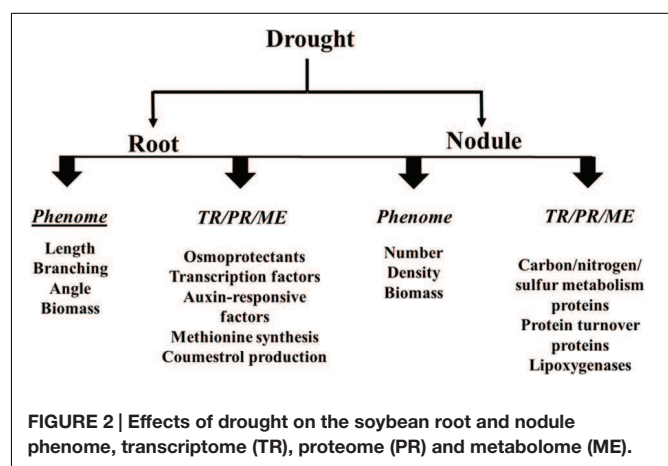 Drought
Root
Nodule
Phenome
Length
Branching
Angle
Biomass
TR/PR/ME
Osmoprotectants
Transcription factors
Auxin-responsive
factors
Methionine synthesis
Coumestrol production
Phenome
Number
Density
Biomass
TR/PR/ME
Carbon/nitrogen/
sulfur metabolism
proteins
Protein turnover
proteins
Lipoxygenases
FIGURE 2 | Effects of drought on the soybean root and nodule
phenome, transcriptome (TR), proteome (PR) and metabolome (ME).